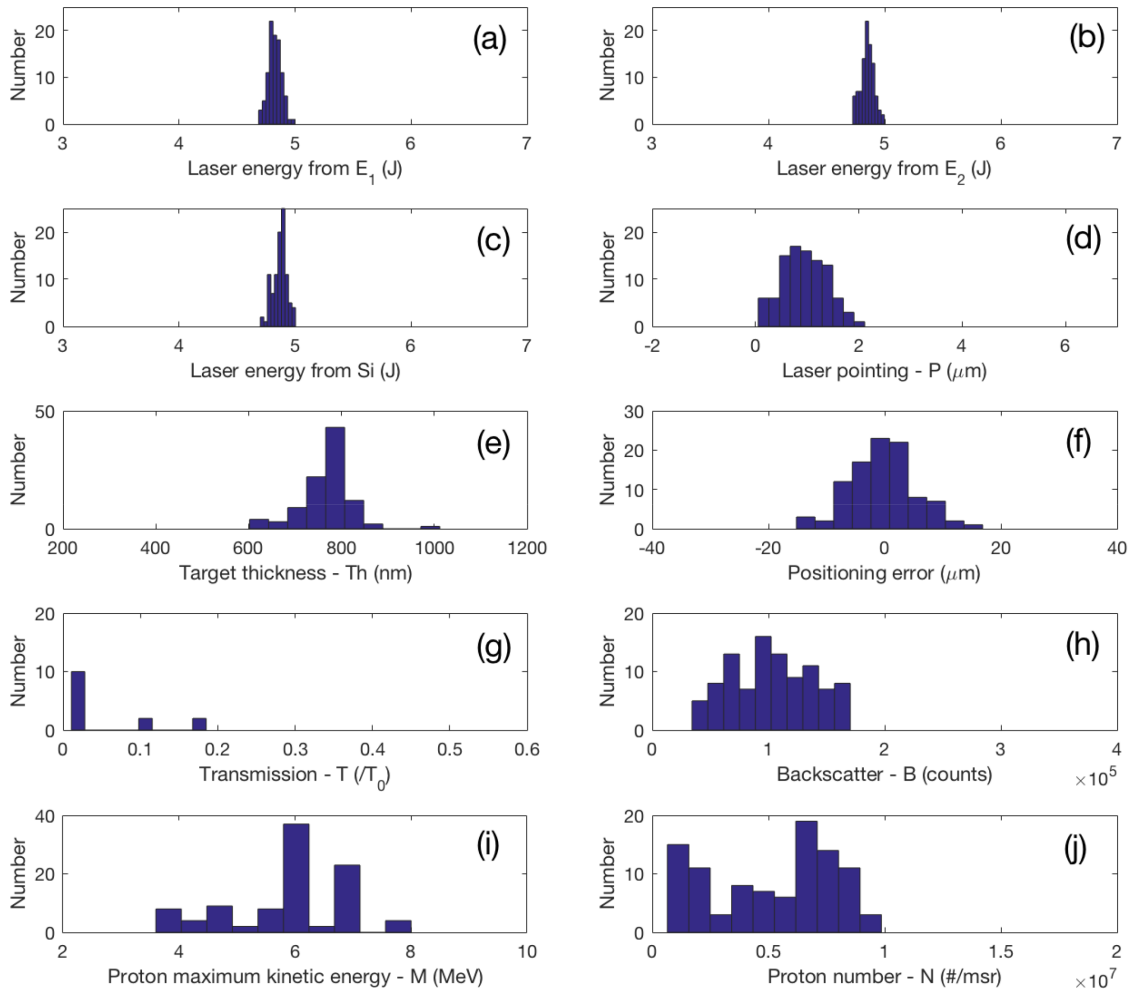 Number
20
10
0
3 4 5 6 7
Laser energy from E1 (J)
(a)
Number
20
10
0
3 4 5 6 7
Laser energy from E2 (J)
(b)
Number
20
10
0
3 4 5 6 7
Laser energy from Si (J)
(c)
Number
20
10
0
-2 0 2 4 6
Laser pointing - P (μm)
(d)
Number
50
0
200 400 600 800 1000 1200
Target thickness - Th (nm)
(e)
Number
30
20
10
0
-40 -20 0 20 40
Positioning error (μm)
(f)
Number
20
10
0
0 0.1 0.2 0.3 0.4 0.5 0.6
Transmission - T (/T0)
(g)
Number
20
10
0
0 1 2 3 4
Backscatter - B (counts) ×10^5
(h)
Number
40
20
0
2 4 6 8 10
Proton maximum kinetic energy - M (MeV)
(i)
Number
20
10
0
0 0.5 1 1.5 2
Proton number - N (#/msr) ×10^7
(j)